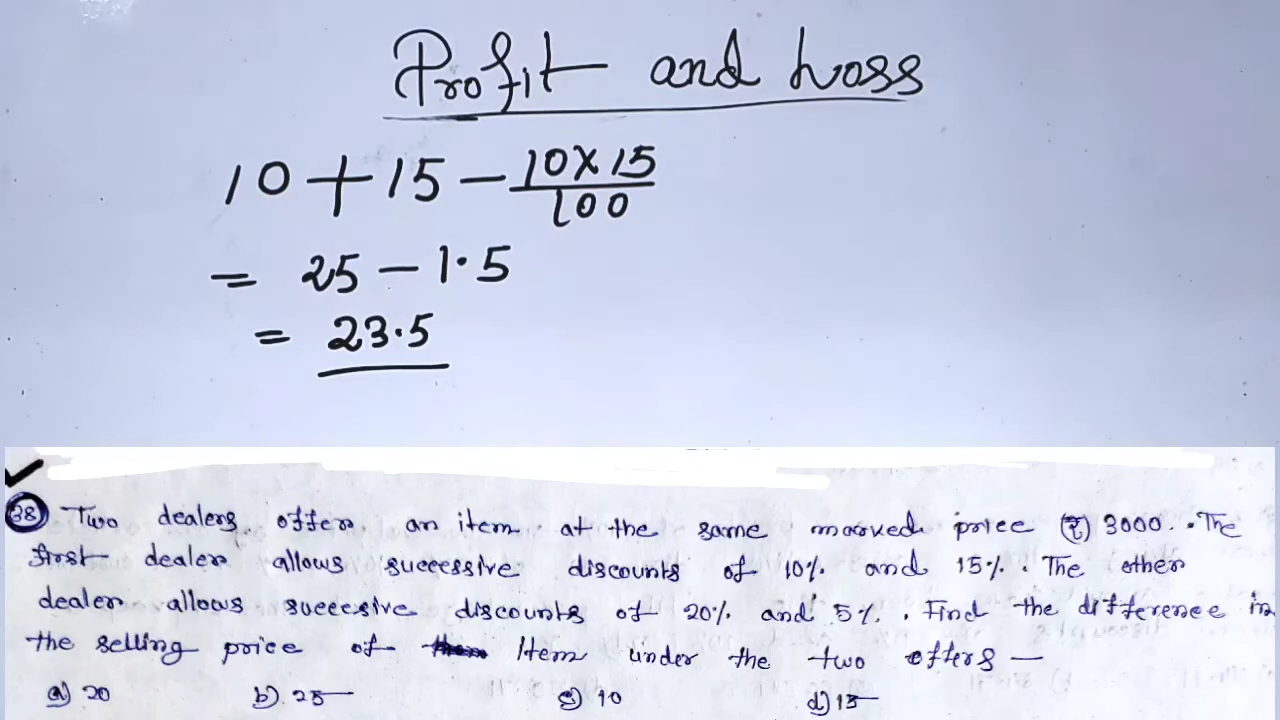 Profit and Loss
10 + 15 - 10 × 15 / 100
= 25 - 1.5
= 23.5
38 Two dealers offer an item at the same marked price (₹) 3000. The
first dealer allows successive discounts of 10% and 15%. The other
dealer allows succesive discounts of 20% and 5%. Find the difference in
the selling price of item under the two offers —
a) 20 b) 25 c) 10 d) 15